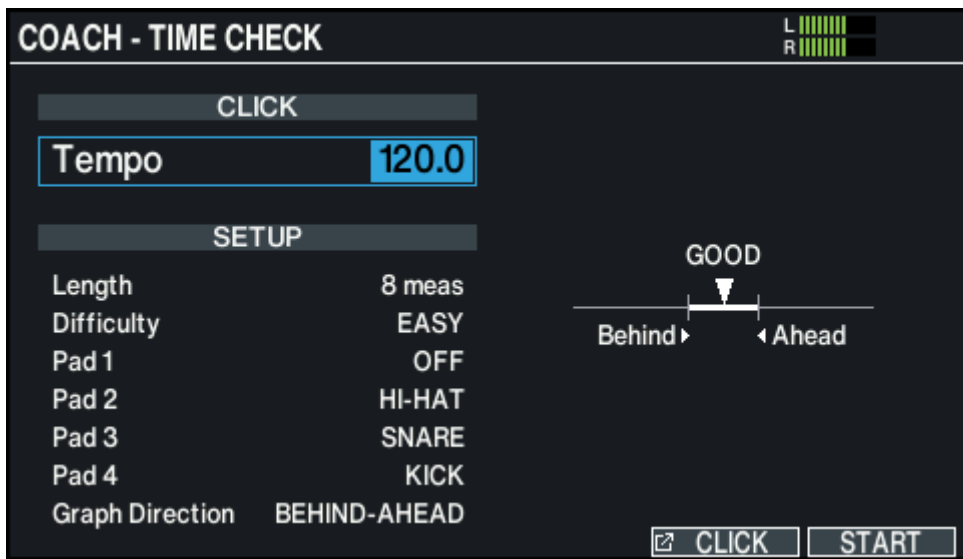 COACH - TIME CHECK
L
R
CLICK
Tempo 120.0
SETUP
Length 8 meas
Difficulty EASY
Pad 1 OFF
Pad 2 HI-HAT
Pad 3 SNARE
Pad 4 KICK
Graph Direction BEHIND-AHEAD
GOOD
Behind Ahead
CLICK START